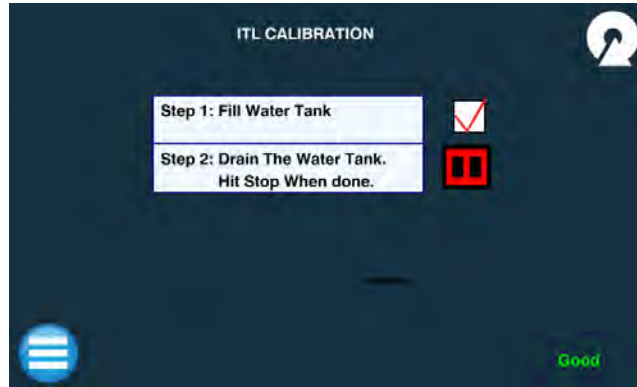 ITL CALIBRATION
Step 1: Fill Water Tank
Step 2: Drain The Water Tank.
Hit Stop When done.
Good